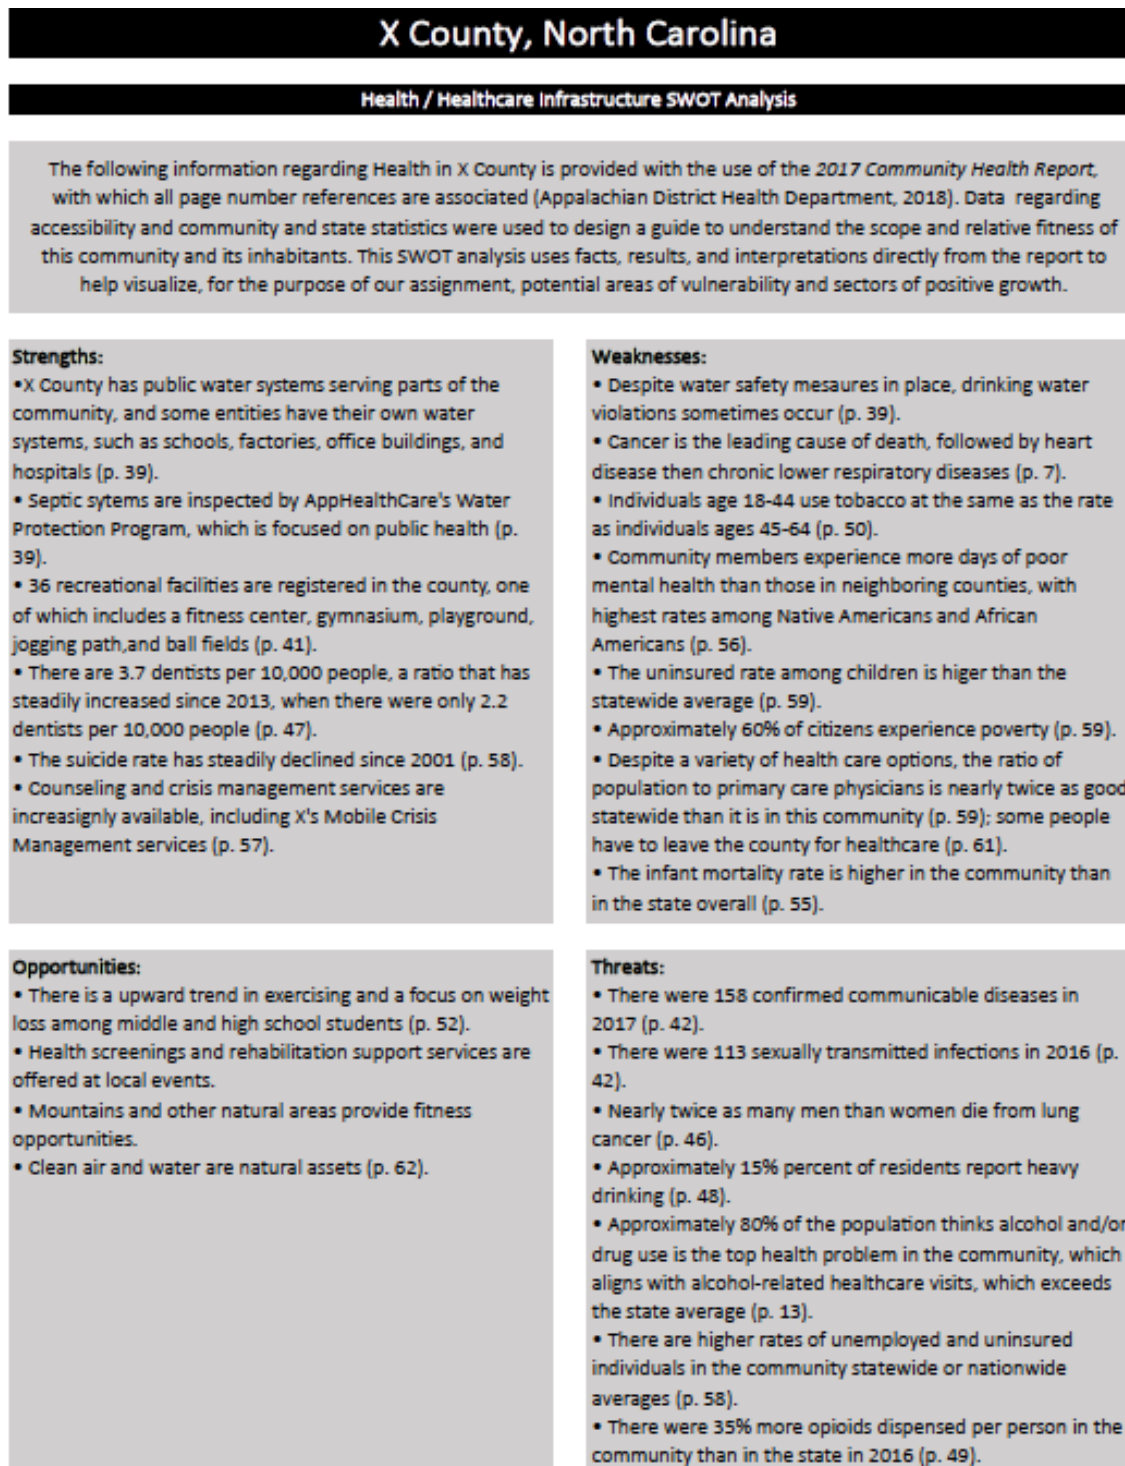 X County, North Carolina
Health / Healthcare Infrastructure SWOT Analysis
The following information regarding Health in X County is provided with the use of the 2017 Community Health Report,
with which all page number references are associated (Appalachian District Health Department, 2018). Data regarding
accessibility and community and state statistics were used to design a guide to understand the scope and relative fitness of
this community and its inhabitants. This SWOT analysis uses facts, results, and interpretations directly from the report to
help visualize, for the purpose of our assignment, potential areas of vulnerability and sectors of positive growth.
Strengths:
•X County has public water systems serving parts of the
community, and some entities have their own water
systems, such as schools, factories, office buildings, and
hospitals (p. 39).
• Septic sytems are inspected by AppHealthCare's Water
Protection Program, which is focused on public health (p.
39).
• 36 recreational facilities are registered in the county, one
of which includes a fitness center, gymnasium, playground,
jogging path,and ball fields (p. 41).
• There are 3.7 dentists per 10,000 people, a ratio that has
steadily increased since 2013, when there were only 2.2
dentists per 10,000 people (p. 47).
• The suicide rate has steadily declined since 2001 (p. 58).
• Counseling and crisis management services are
increasignly available, including X's Mobile Crisis
Management services (p. 57).
Weaknesses:
• Despite water safety mesaures in place, drinking water
violations sometimes occur (p. 39).
• Cancer is the leading cause of death, followed by heart
disease then chronic lower respiratory diseases (p. 7).
• Individuals age 18-44 use tobacco at the same as the rate
as individuals ages 45-64 (p. 50).
• Community members experience more days of poor
mental health than those in neighboring counties, with
highest rates among Native Americans and African
Americans (p. 56).
• The uninsured rate among children is higer than the
statewide average (p. 59).
• Approximately 60% of citizens experience poverty (p. 59).
• Despite a variety of health care options, the ratio of
population to primary care physicians is nearly twice as good
statewide than it is in this community (p. 59); some people
have to leave the county for healthcare (p. 61).
• The infant mortality rate is higher in the community than
in the state overall (p. 55).
Opportunities:
• There is a upward trend in exercising and a focus on weight
loss among middle and high school students (p. 52).
• Health screenings and rehabilitation support services are
offered at local events.
• Mountains and other natural areas provide fitness
opportunities.
• Clean air and water are natural assets (p. 62).
Threats:
• There were 158 confirmed communicable diseases in
2017 (p. 42).
• There were 113 sexually transmitted infections in 2016 (p.
42).
• Nearly twice as many men than women die from lung
cancer (p. 46).
• Approximately 15% percent of residents report heavy
drinking (p. 48).
• Approximately 80% of the population thinks alcohol and/or
drug use is the top health problem in the community, which
aligns with alcohol-related healthcare visits, which exceeds
the state average (p. 13).
• There are higher rates of unemployed and uninsured
individuals in the community statewide or nationwide
averages (p. 58).
• There were 35% more opioids dispensed per person in the
community than in the state in 2016 (p. 49).